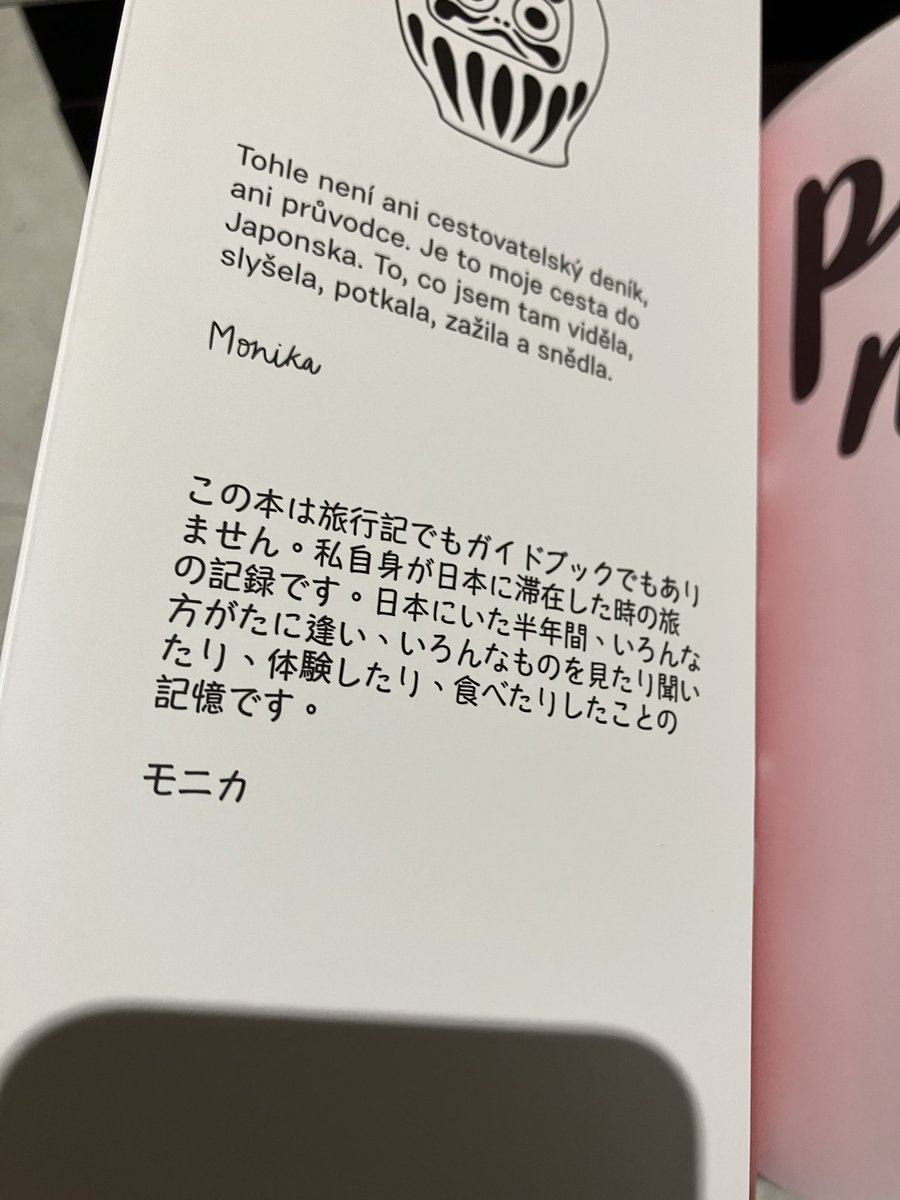 Tohle není ani cestovatelský deník,
ani průvodce. Je to moje cesta do
Japonska. To, co jsem tam viděla,
slyšela, potkala, zažila a snědla.
Monika
この本は旅行記でもガイドブックでもあり
ません。私自身が日本に滞在した時の旅
の記録です。日本にいた半年間、いろんな
方がたに逢い、いろんなものを見たり聞い
たり、体験したり、食べたりしたことの
記憶です。
モニカ